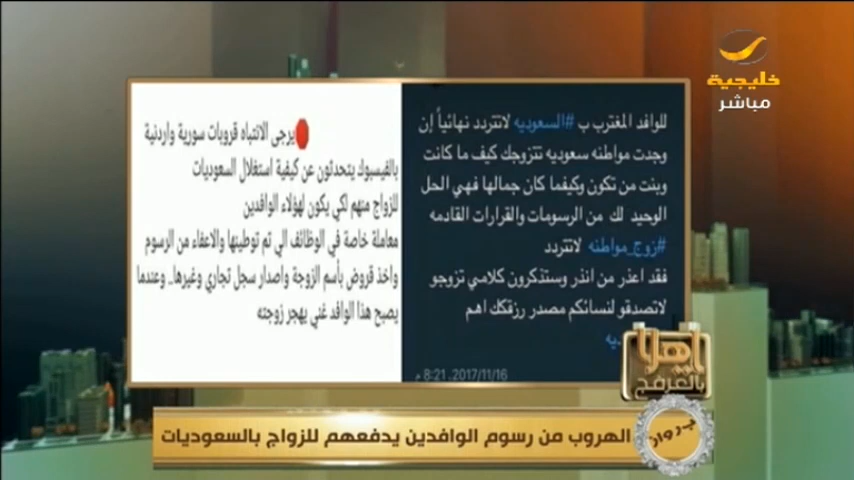 خليجية
مباشر
للوافد المغترب ب #السعوديه لاتتردد نهائياً إن
وجدت مواطنه سعوديه تتزوجك كيف ما كانت
وبنت من تكون وكيفما كان جمالها فهي الحل
الوحيد لك من الرسومات والقرارات القادمه
#زوج_مواطنه لاتتردد
فقد اعذر من انذر وستذكرون كلامي تزوجو
لاتصدقو لنسائكم مصدر رزقكك اهم
ديه
8:21 ،2017/11/16 م
يرجى الانتباه قروبات سورية واردنية
بالفيسبوك يتحدثون عن كيفية استغلال السعوديات
للزواج منهم لكي يكون لهؤلاء الوافدين
معاملة خاصة في الوظائف الي تم توطينها والاعفاء من الرسوم
واخذ قروض بأسم الزوجة واصدار سجل تجاري وغيرها.. وعندما
يصبح هذا الوافد غني يهجر زوجته
ياهلا
بالعرفج
الهروب من رسوم الوافدين يدفعهم للزواج بالسعوديات